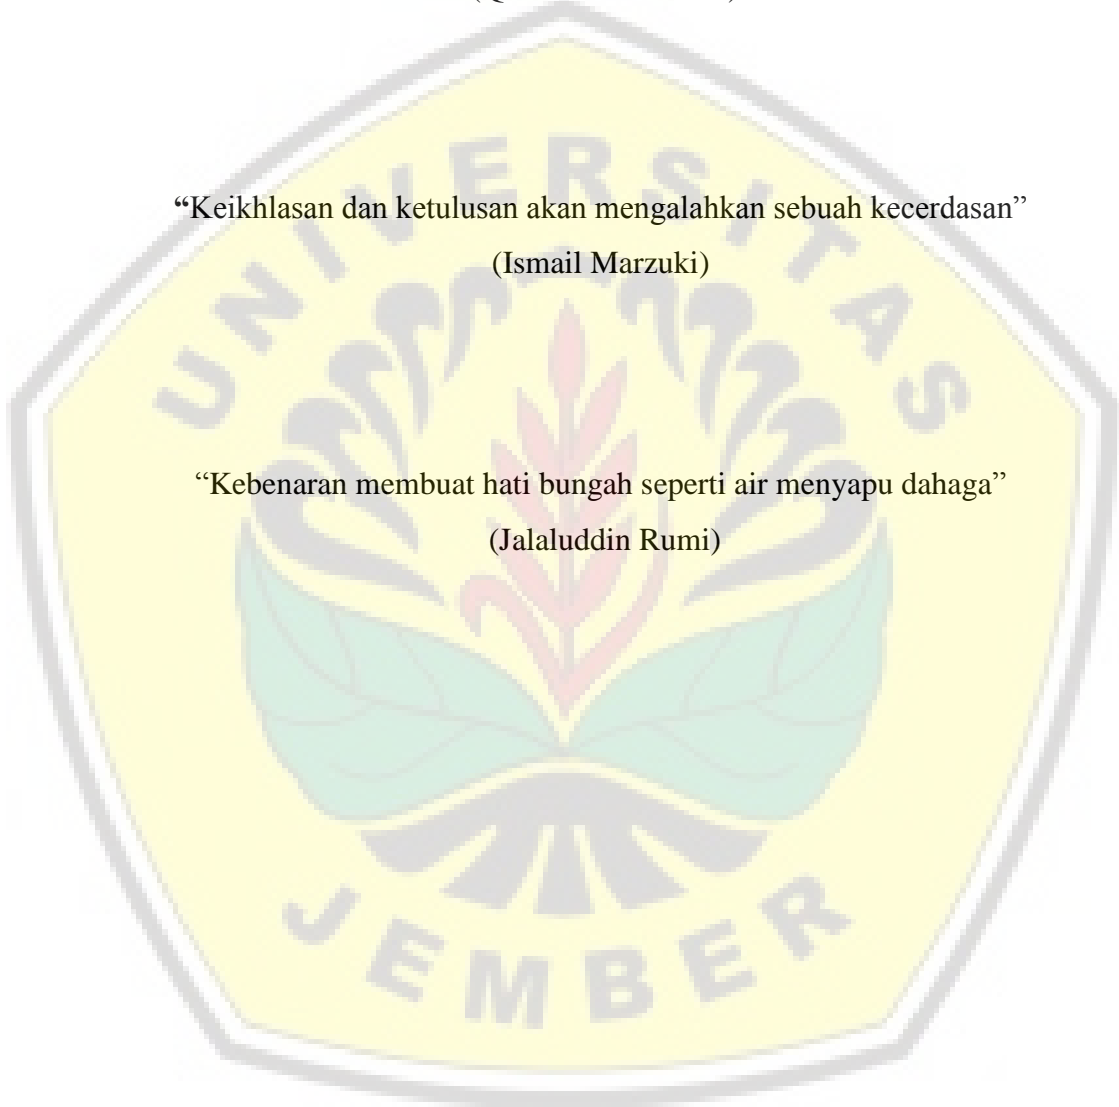 “Keikhlasan dan ketulusan akan mengalahkan sebuah kecerdasan”
(Ismail Marzuki)
“Kebenaran membuat hati bungah seperti air menyapu dahaga”
(Jalaluddin Rumi)
UNIVERSITAS
JEMBER